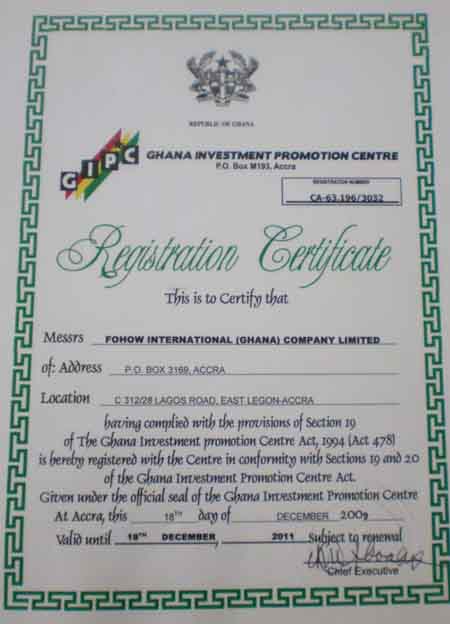 REPUBLIC OF GHANA
GIPC
GHANA INVESTMENT PROMOTION CENTRE
P.O. Box M193, Accra
REGISTRATION NUMBER
CA-63.196/3032
Registration Certificate
This is to Certify that
Messrs FOHOW INTERNATIONAL (GHANA) COMPANY LIMITED
of: Address P.O. BOX 3169, ACCRA
Location C 312/28 LAGOS ROAD, EAST LEGON-ACCRA
having complied with the provisions of Section 19
of The Ghana Investment promotion Centre Act, 1994 (Act 478)
is hereby registered with the Centre in conformity with Sections 19 and 20
of the Ghana Investment Promotion Centre Act.
Given under the official seal of the Ghana Investment Promotion Centre
At Accra, this 18TH day of DECEMBER 2009
Valid until 18TH DECEMBER, 2011 Subject to renewal
Chief Executive